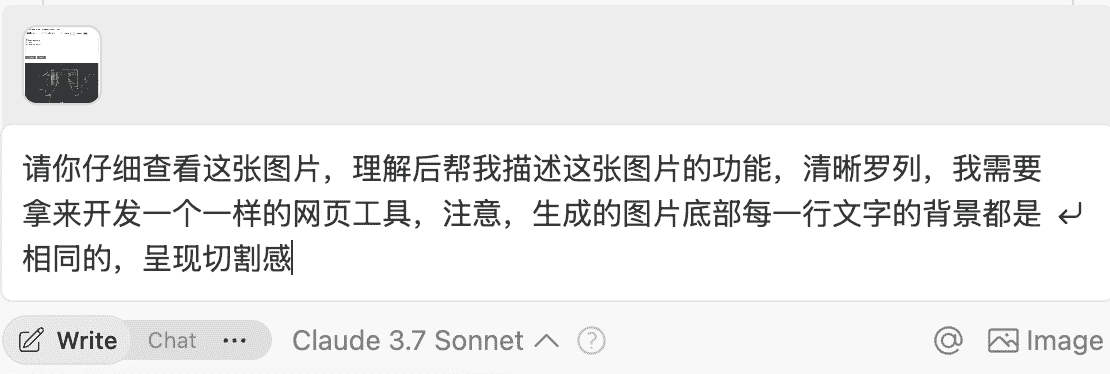 请你仔细查看这张图片，理解后帮我描述这张图片的功能，清晰罗列，我需要
拿来开发一个一样的网页工具，注意，生成的图片底部每一行文字的背景都是
相同的，呈现切割感
Write Chat ••• Claude 3.7 Sonnet ? @ Image